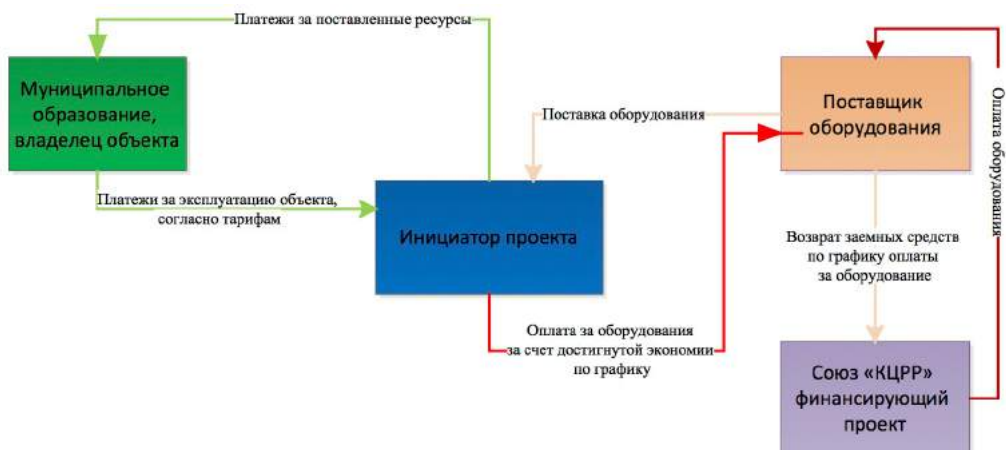 Платежи за поставленные ресурсы
Муниципальное
образование,
владелец объекта
Поставка оборудования
Поставщик
оборудования
Оплата оборудования
Платежи за эксплуатацию объекта,
согласно тарифам
Инициатор проекта
Возврат заемных средств
по графику оплаты
за оборудование
Оплата за оборудования
за счет достигнутой экономии
по графику
Союз «КЦРР»
финансирующий
проект